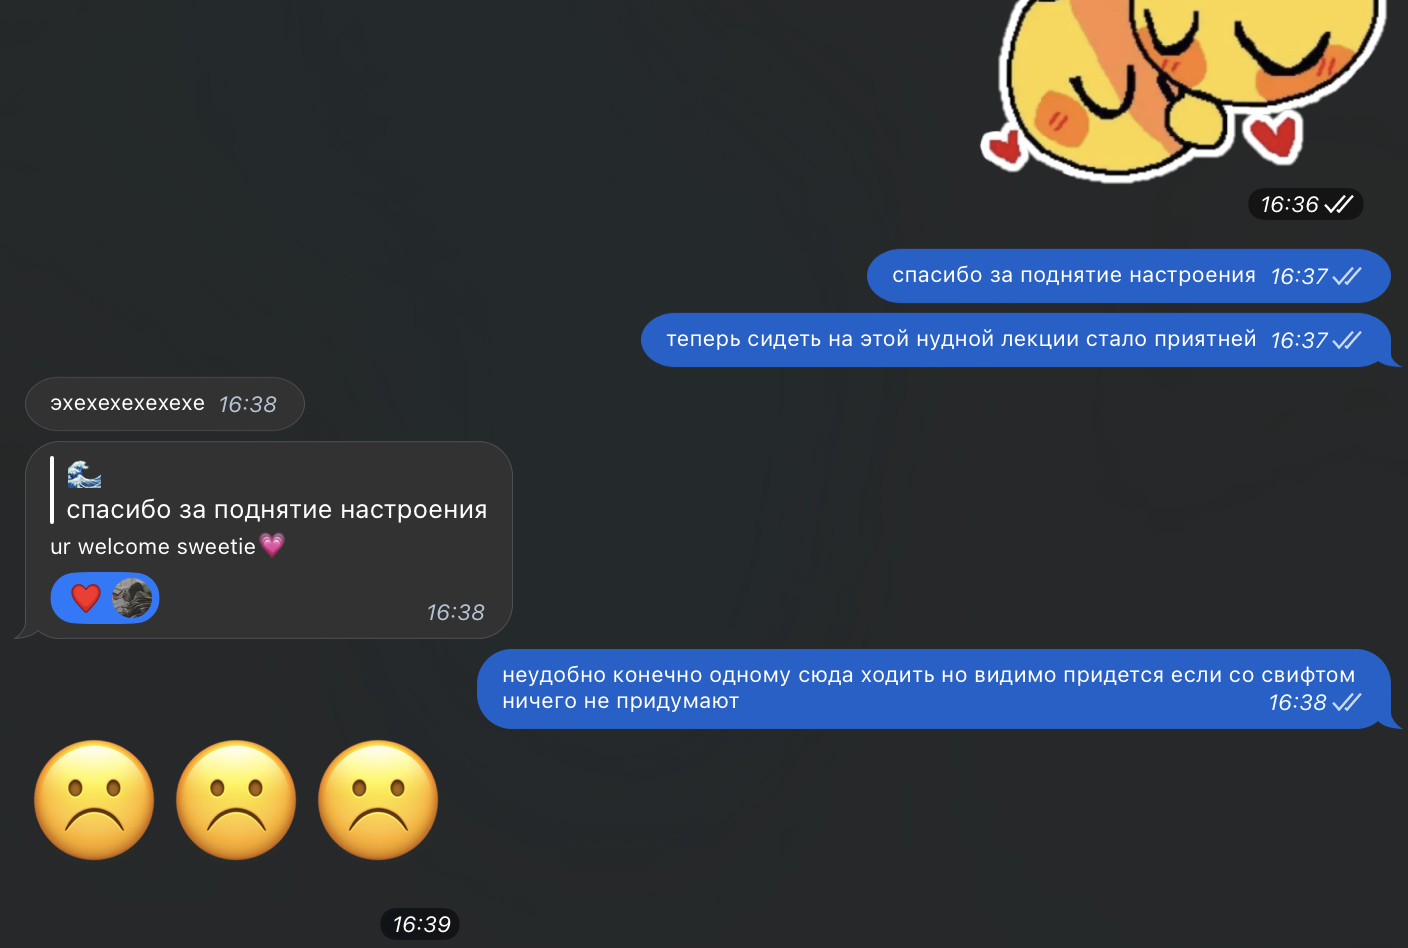 16:36
спасибо за поднятие настроения 16:37
теперь сидеть на этой нудной лекции стало приятней 16:37
эхехехехехехе 16:38
🌊
спасибо за поднятие настроения
ur welcome sweetie💗
❤️ 16:38
неудобно конечно одному сюда ходить но видимо придется если со свифтом
ничего не придумают 16:38
☹️☹️☹️
16:39